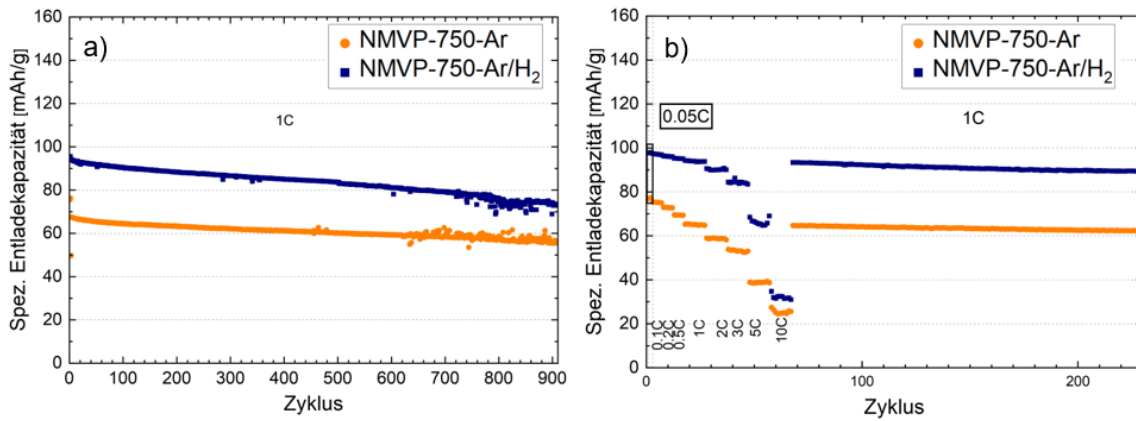 a)
NMVP-750-Ar
NMVP-750-Ar/H₂
1C
Spez. Entladekapazität [mAh/g]
160
140
120
100
80
60
40
20
0
0 100 200 300 400 500 600 700 800 900
Zyklus
b)
NMVP-750-Ar
NMVP-750-Ar/H₂
0.05C
1C
Spez. Entladekapazität [mAh/g]
160
140
120
100
80
60
40
20
0
0.1C
0.2C
0.5C
1C
2C
3C
5C
10C
0 100 200
Zyklus